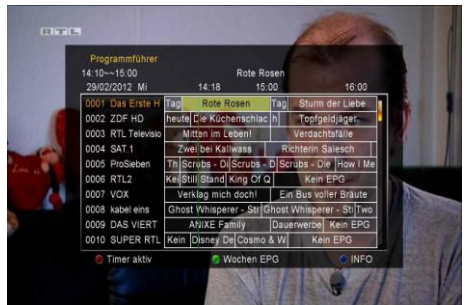 RTL
Programmführer
14:10~~15:00 Rote Rosen
29/02/2012 Mi 14:18 15:00 16:00
0001 Das Erste H Tag Rote Rosen Tag Sturm der Liebe
0002 ZDF HD heute Die Küchenschlac h Topfgeldjäger
0003 RTL Televisio Mitten im Leben! Verdachtsfälle
0004 SAT.1 Zwei bei Kallwass Richterin Salesch
0005 ProSieben Th Scrubs - Di Scrubs - D Scrubs - Die How I Me
0006 RTL2 Kei Still Stand King Of Q Kein EPG
0007 VOX Verklag mich doch! Ein Bus voller Bräute
0008 kabel eins Ghost Whisperer - Str Ghost Whisperer - Sti Two
0009 DAS VIERT ANIXE Family Dauerwerbe Kein EPG
0010 SUPER RTL Kein Disney De Cosmo & W Kein EPG
Timer aktiv Wochen EPG INFO